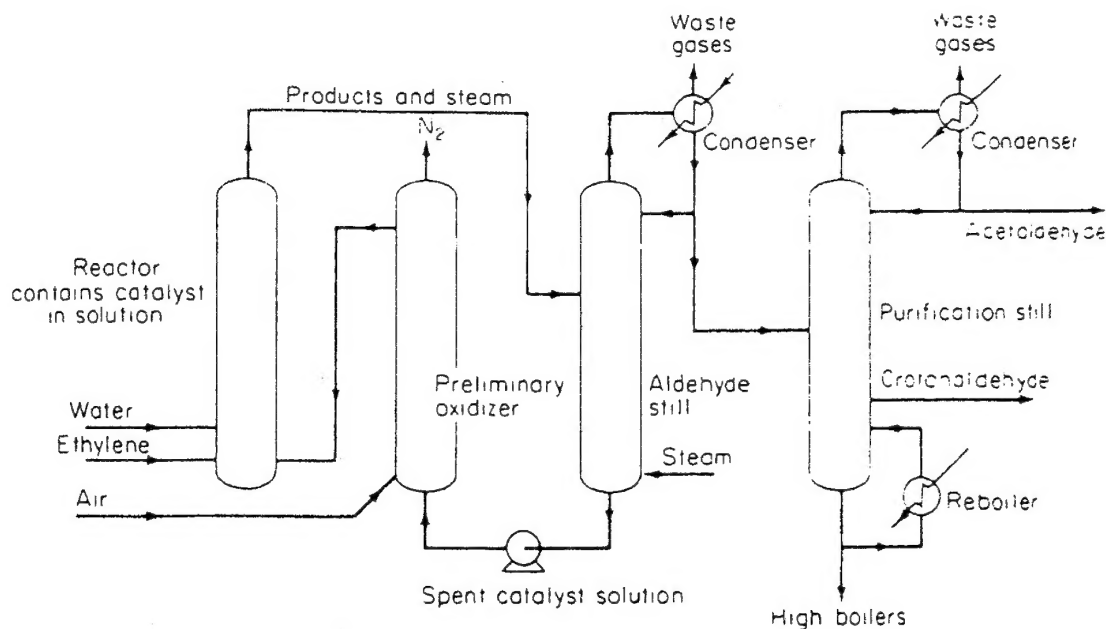 Waste
gases
Waste
gases
Products and steam
N2
Condenser
Condenser
Acetaldehyde
Reactor
contains catalyst
in solution
Purification still
Preliminary
oxidizer
Aldehyde
still
Crotonaldehyde
Water
Ethylene
Steam
Air
Reboiler
Spent catalyst solution
High boilers